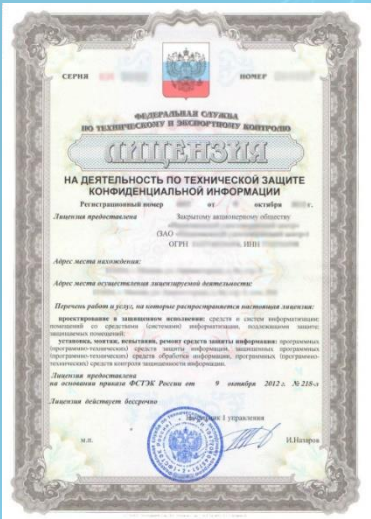 СЕРИЯ
НОМЕР
ФЕДЕРАЛЬНАЯ СЛУЖБА
ПО ТЕХНИЧЕСКОМУ И ЭКСПОРТНОМУ КОНТРОЛЮ
ЛИЦЕНЗИЯ
НА ДЕЯТЕЛЬНОСТЬ ПО ТЕХНИЧЕСКОЙ ЗАЩИТЕ
КОНФИДЕНЦИАЛЬНОЙ ИНФОРМАЦИИ
Регистрационный номер от октября г.
Лицензия предоставлена Закрытому акционерному обществу
(ЗАО
ОГРН , ИНН
Адрес места нахождения:
Адрес места осуществления лицензируемой деятельности:
Перечень работ и услуг, на которые распространяется настоящая лицензия:
проектирование в защищенном исполнении: средств и систем информатизации;
помещений со средствами (системами) информатизации, подлежащими защите;
защищаемых помещений;
установка, монтаж, испытания, ремонт средств защиты информации: программных
(программно-технических) средств защиты информации, защищенных программных
(программно-технических) средств обработки информации, программных (программно-
технических) средств контроля защищенности информации.
Лицензия предоставлена
на основании приказа ФСТЭК России от 9 октября 2012 г. № 218-л
Лицензия действует бессрочно
1 управления
м.п.
И.Назаров